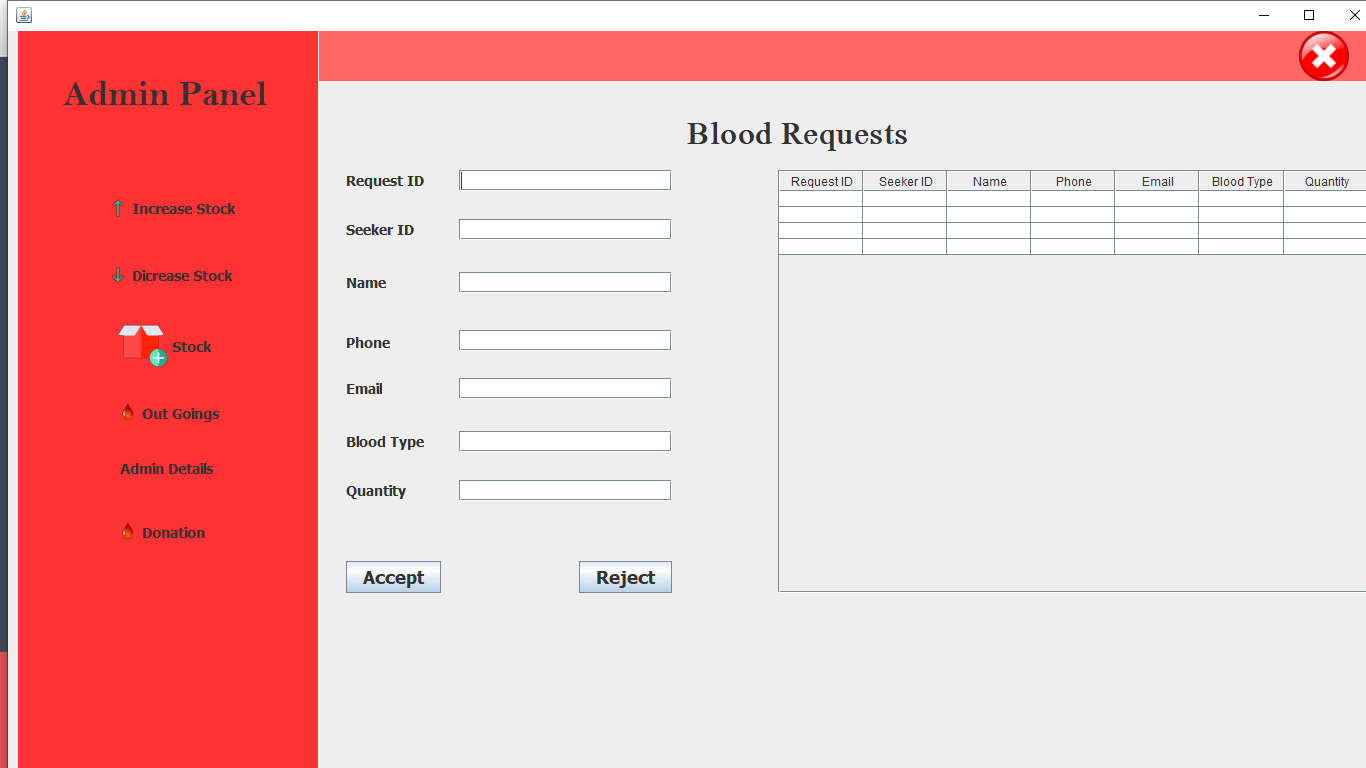 Admin Panel
Increase Stock
Dicrease Stock
Stock
Out Goings
Admin Details
Donation
Blood Requests
Request ID
Seeker ID
Name
Phone
Email
Blood Type
Quantity
Accept Reject
Request ID Seeker ID Name Phone Email Blood Type Quantity